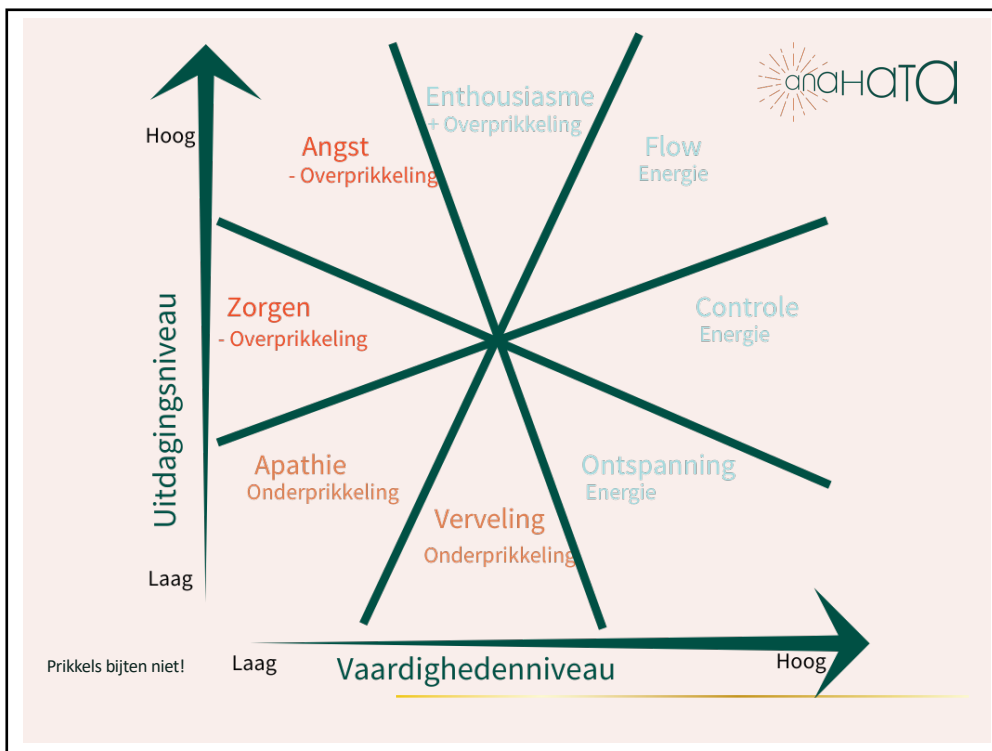 anaHaTa
Enthousiasme
+ Overprikkeling
Hoog
Angst
- Overprikkeling
Flow
Energie
Zorgen
- Overprikkeling
Controle
Energie
Uitdagingsniveau
Apathie
Onderprikkeling
Ontspanning
Energie
Verveling
Onderprikkeling
Laag
Prikkels bijten niet!
Laag
Vaardighedenniveau
Hoog